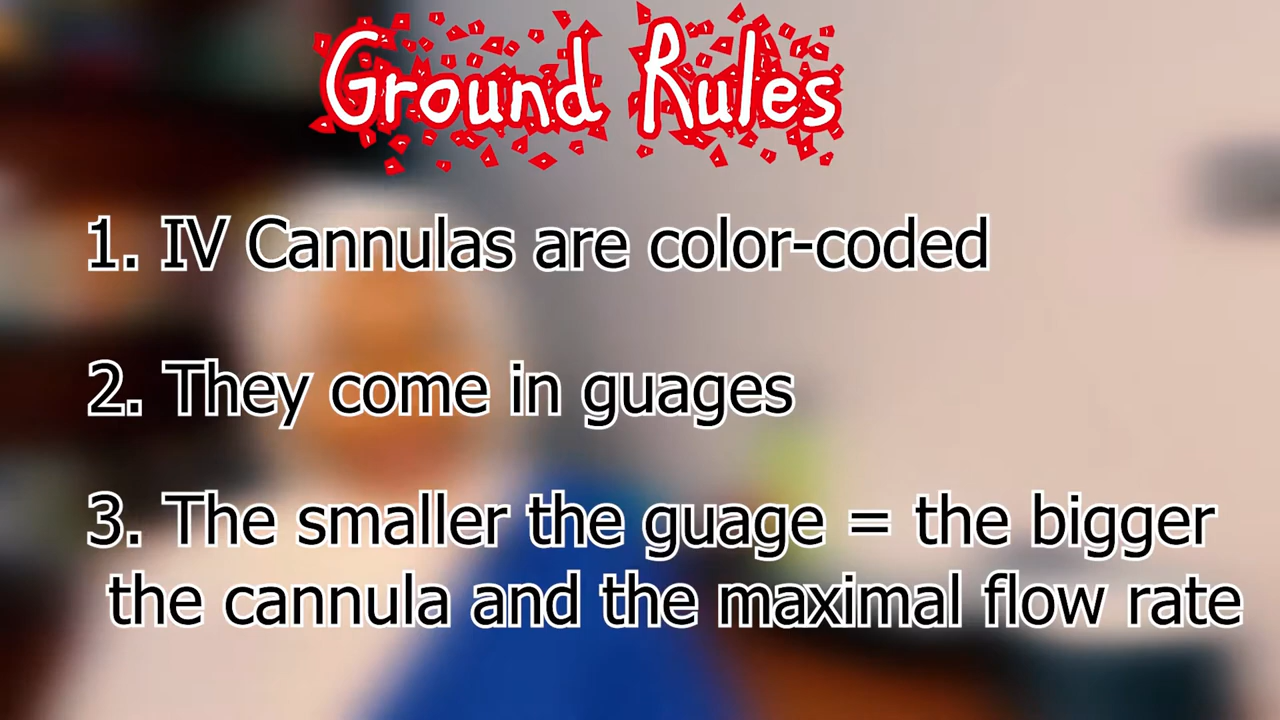 Ground Rules
1. IV Cannulas are color-coded
2. They come in guages
3. The smaller the guage = the bigger
the cannula and the maximal flow rate